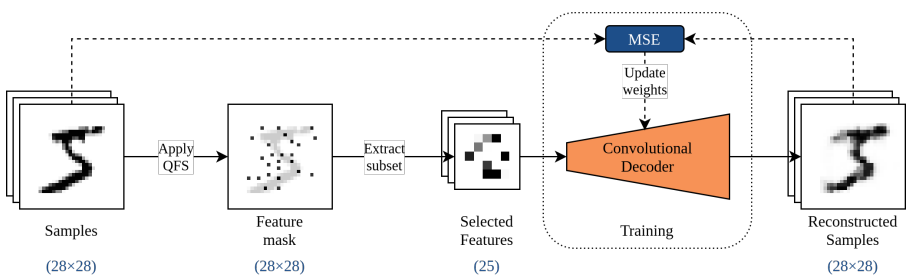 MSE
Update
weights
Apply
QFS
Extract
subset
Convolutional
Decoder
Samples
Feature
mask
Selected
Features
Training
Reconstructed
Samples
(28×28)
(28×28)
(25)
(28×28)